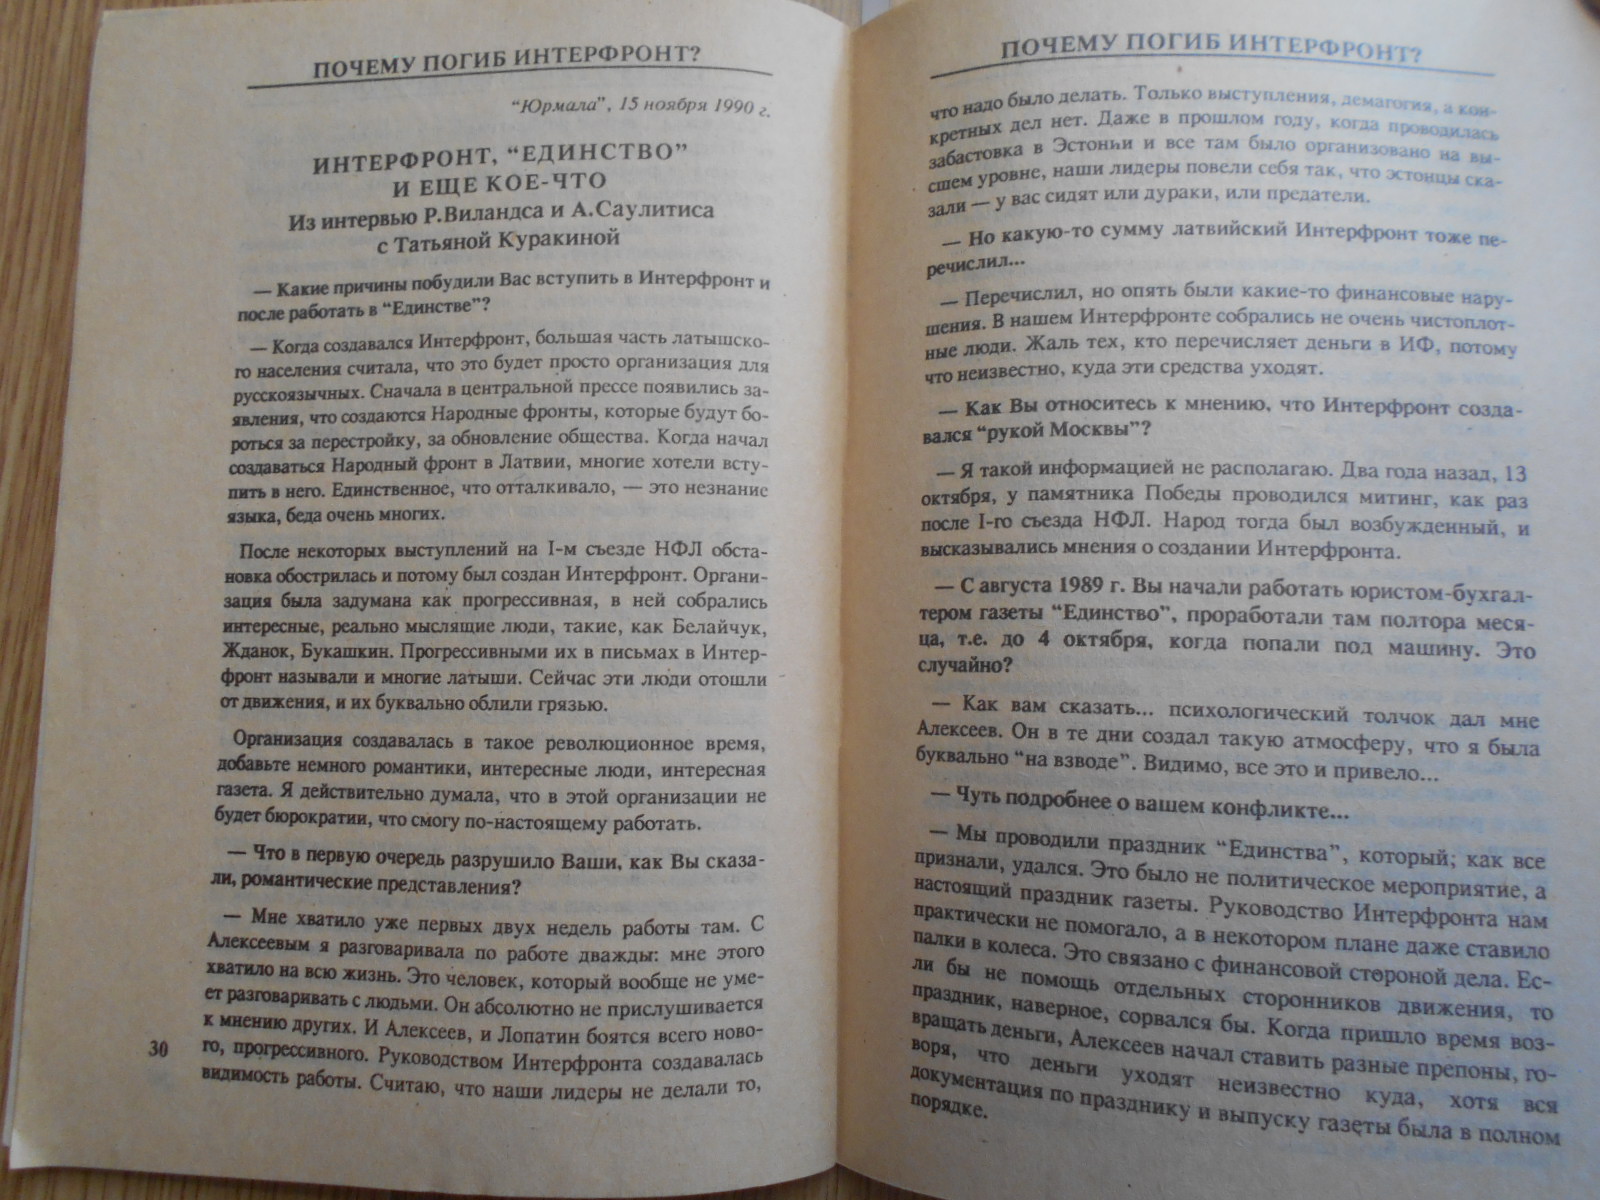 ПОЧЕМУ ПОГИБ ИНТЕРФРОНТ?
"Юрмала", 15 ноября 1990 г.
ИНТЕРФРОНТ, "ЕДИНСТВО"
И ЕЩЕ КОЕ-ЧТО
Из интервью Р.Виландса и А.Саулитиса
с Татьяной Куракиной
— Какие причины побудили Вас вступить в Интерфронт и
после работать в "Единстве"?
— Когда создавался Интерфронт, большая часть латышско-
го населения считала, что это будет просто организация для
русскоязычных. Сначала в центральной прессе появились за-
явления, что создаются Народные фронты, которые будут бо-
роться за перестройку, за обновление общества. Когда начал
создаваться Народный фронт в Латвии, многие хотели всту-
пить в него. Единственное, что отталкивало, — это незнание
языка, беда очень многих.
После некоторых выступлений на I-м съезде НФЛ обста-
новка обострилась и потому был создан Интерфронт. Органи-
зация была задумана как прогрессивная, в ней собрались
интересные, реально мыслящие люди, такие, как Белайчук,
Жданок, Букашкин. Прогрессивными их в письмах в Интер-
фронт называли и многие латыши. Сейчас эти люди отошли
от движения, и их буквально облили грязью.
Организация создавалась в такое революционное время,
добавьте немного романтики, интересные люди, интересная
газета. Я действительно думала, что в этой организации не
будет бюрократии, что смогу по-настоящему работать.
— Что в первую очередь разрушило Ваши, как Вы сказа-
ли, романтические представления?
— Мне хватило уже первых двух недель работы там. С
Алексеевым я разговаривала по работе дважды: мне этого
хватило на всю жизнь. Это человек, который вообще не уме-
ет разговаривать с людьми. Он абсолютно не прислушивается
к мнению других. И Алексеев, и Лопатин боятся всего ново-
го, прогрессивного. Руководством Интерфронта создавалась
видимость работы. Считаю, что наши лидеры не делали то,
30
ПОЧЕМУ ПОГИБ ИНТЕРФРОНТ?
что надо было делать. Только выступления, демагогия, а кон-
кретных дел нет. Даже в прошлом году, когда проводилась
забастовка в Эстонии и все там было организовано на вы-
сшем уровне, наши лидеры повели себя так, что эстонцы ска-
зали — у вас сидят или дураки, или предатели.
— Но какую-то сумму латвийский Интерфронт тоже пе-
речислил...
— Перечислил, но опять были какие-то финансовые нару-
шения. В нашем Интерфронте собрались не очень чистоплот-
ные люди. Жаль тех, кто перечисляет деньги в ИФ, потому
что неизвестно, куда эти средства уходят.
— Как Вы относитесь к мнению, что Интерфронт созда-
вался "рукой Москвы"?
— Я такой информацией не располагаю. Два года назад, 13
октября, у памятника Победы проводился митинг, как раз
после I-го съезда НФЛ. Народ тогда был возбужденный, и
высказывались мнения о создании Интерфронта.
— С августа 1989 г. Вы начали работать юристом-бухгал-
тером газеты "Единство", проработали там полтора меся-
ца, т.е. до 4 октября, когда попали под машину. Это
случайно?
— Как вам сказать... психологический толчок дал мне
Алексеев. Он в те дни создал такую атмосферу, что я была
буквально "на взводе". Видимо, все это и привело...
— Чуть подробнее о вашем конфликте...
— Мы проводили праздник "Единства", который; как все
признали, удался. Это было не политическое мероприятие, а
настоящий праздник газеты. Руководство Интерфронта нам
практически не помогало, а в некотором плане даже ставило
палки в колеса. Это связано с финансовой стороной дела. Ес-
ли бы не помощь отдельных сторонников движения, то
праздник, наверное, сорвался бы. Когда пришло время воз-
вращать деньги, Алексеев начал ставить разные препоны, го-
воря, что деньги уходят неизвестно куда, хотя вся
документация по празднику и выпуску газеты была в полном
порядке.